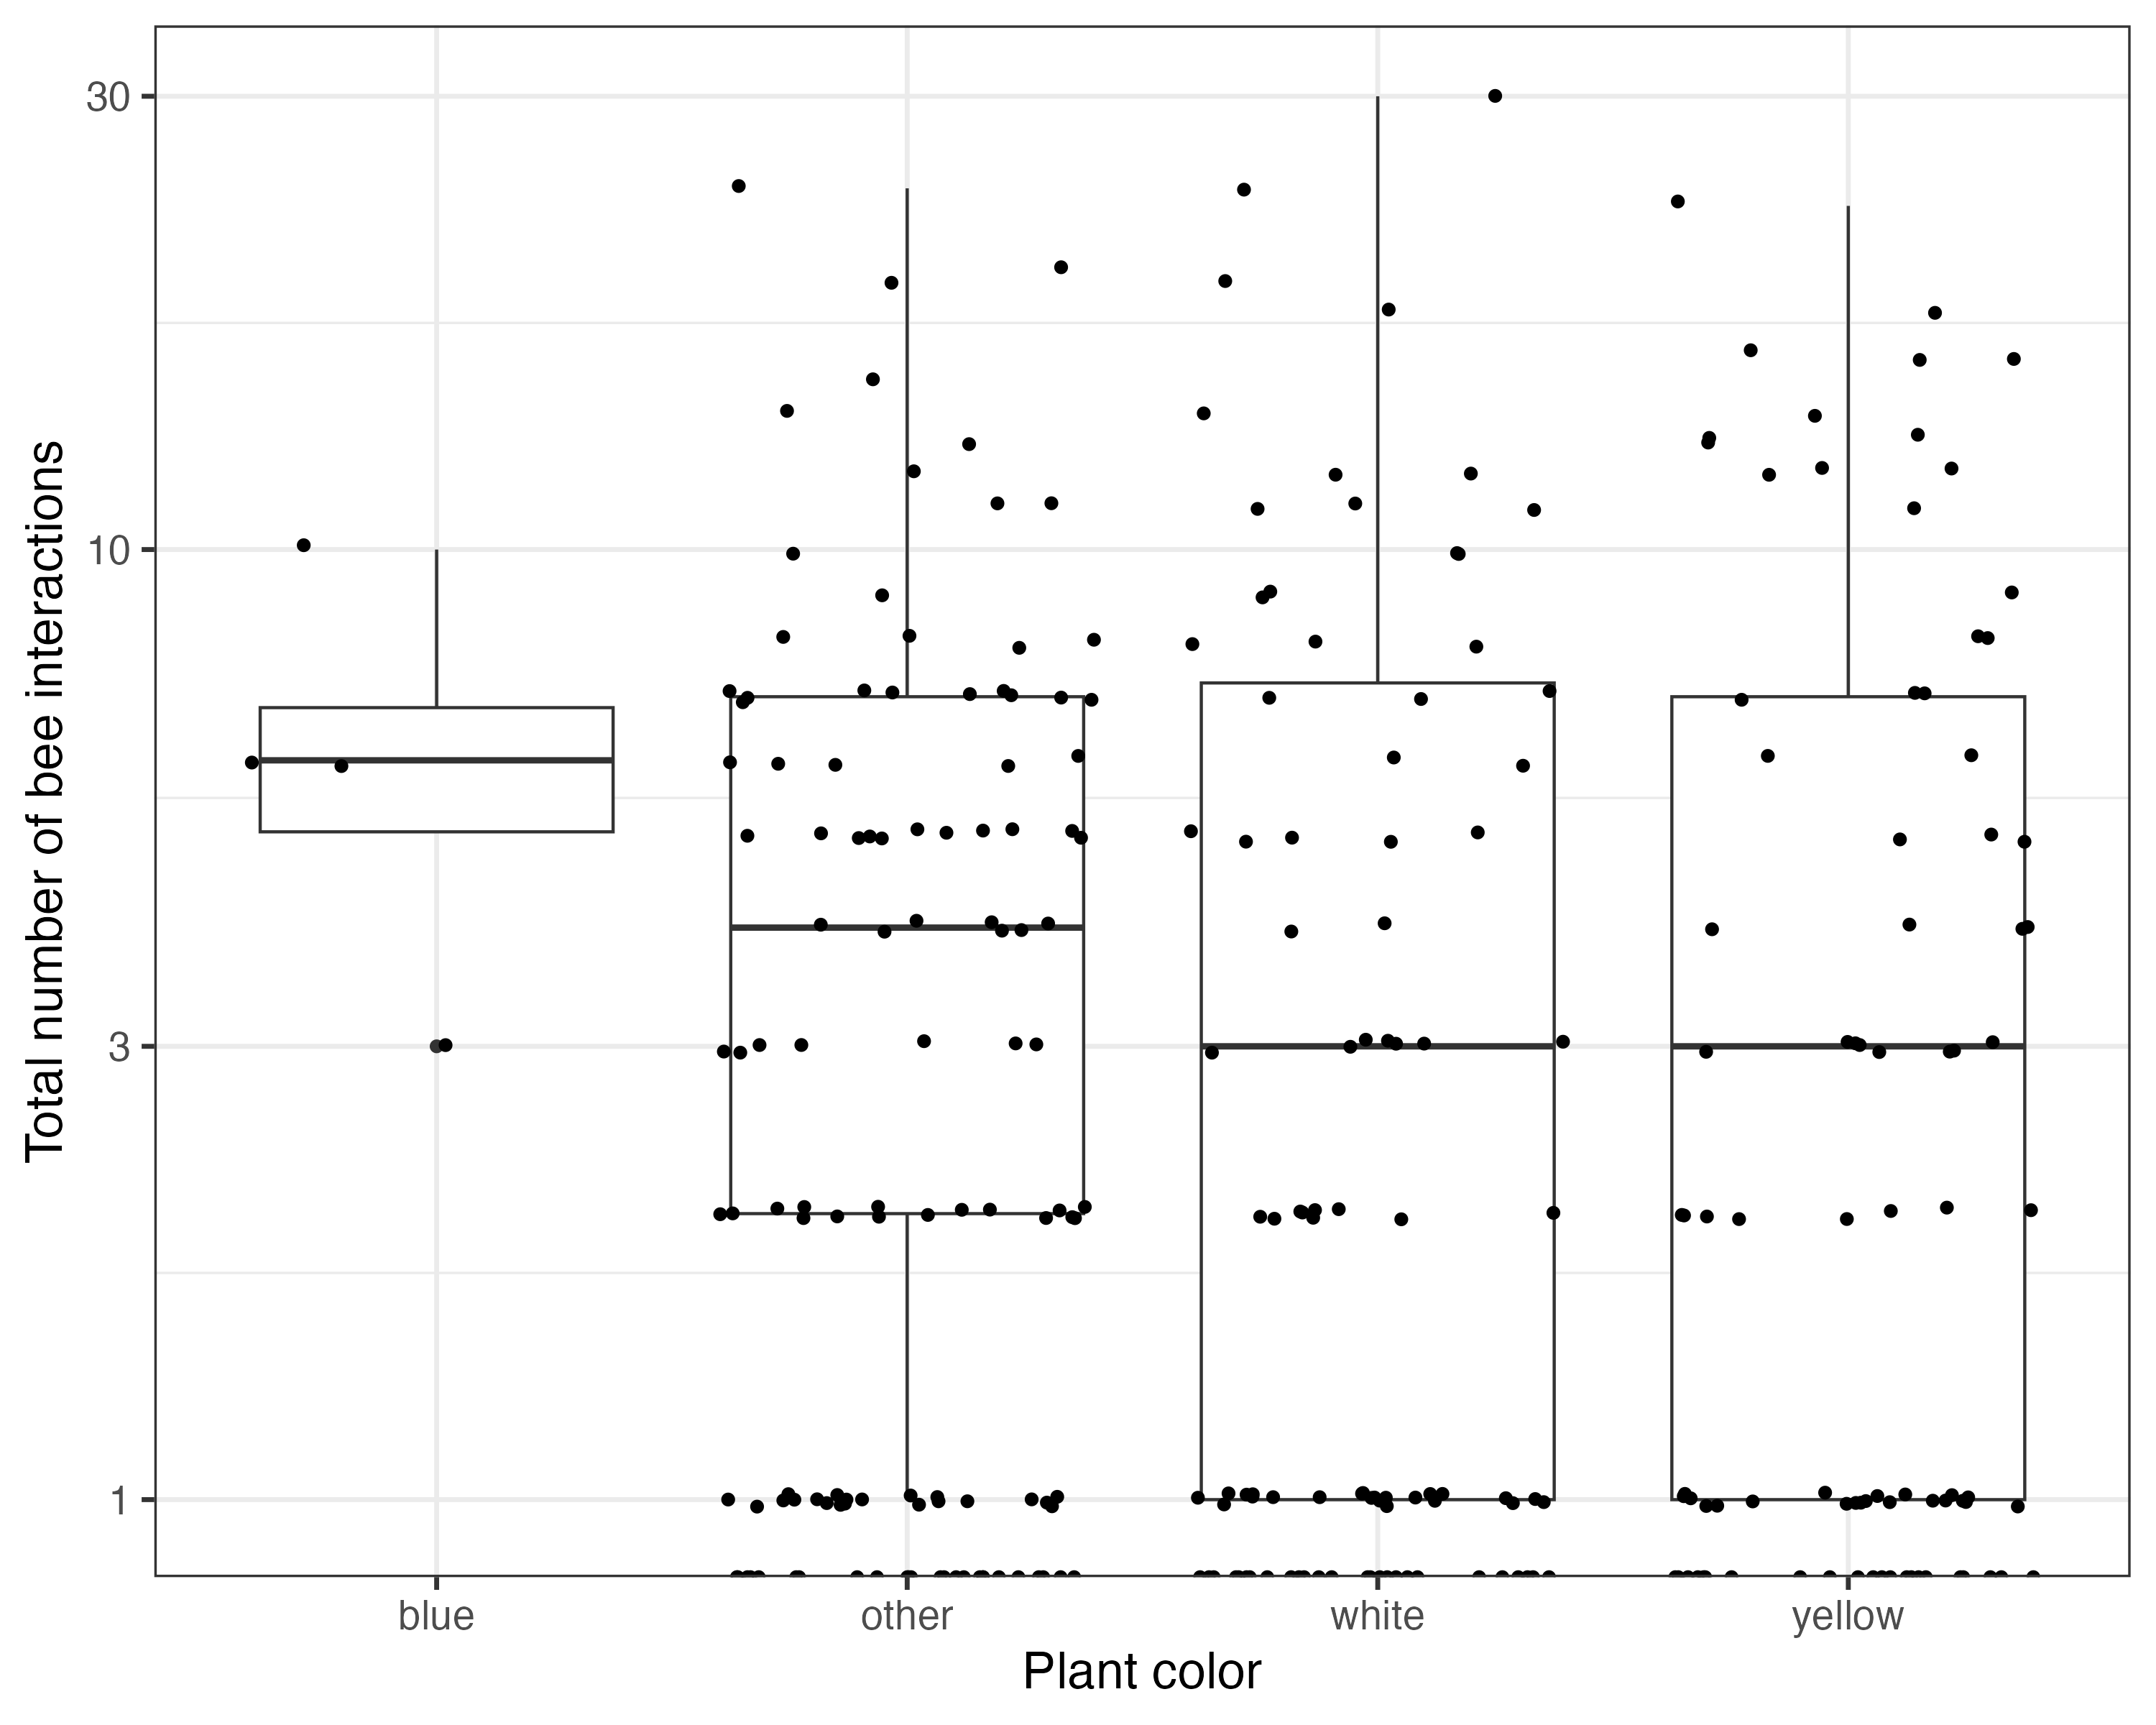 Total number of bee interactions
30
10
3
1
blue other white yellow
Plant color